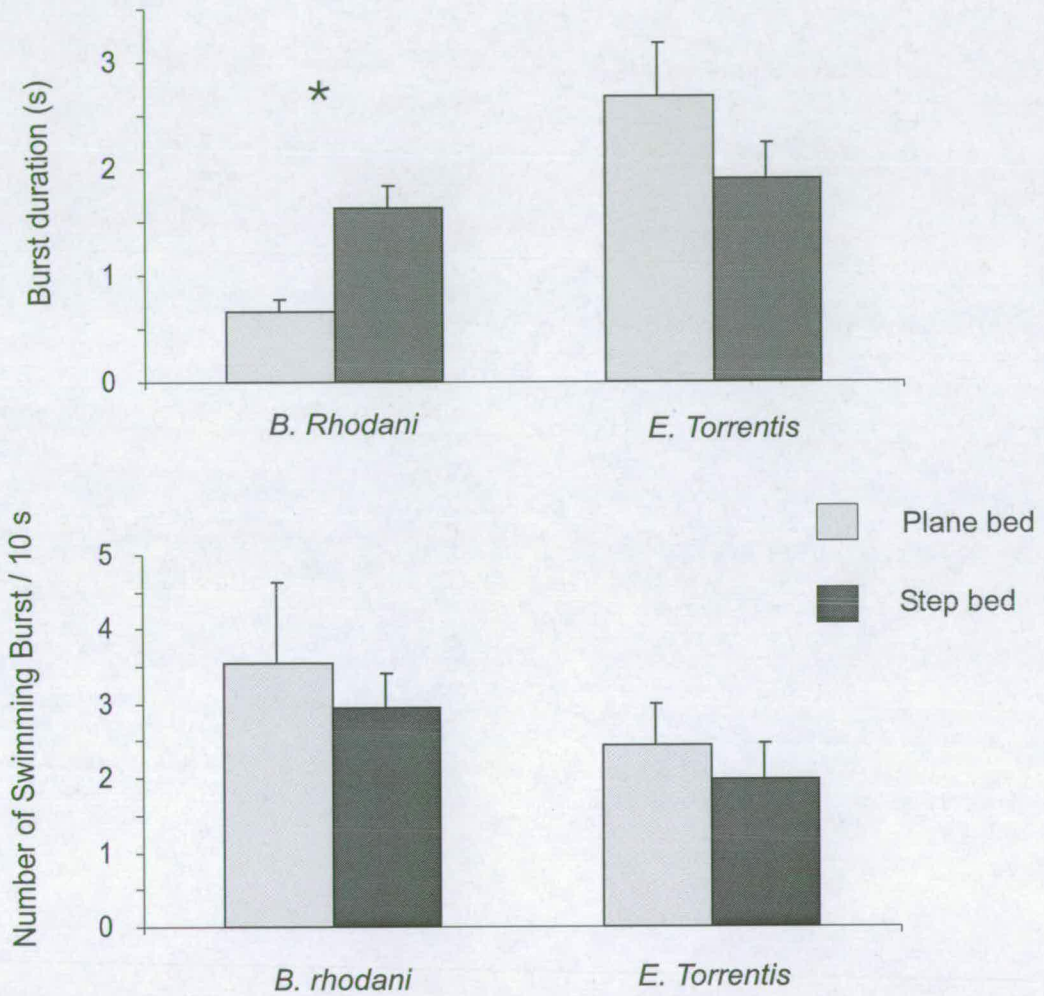 Burst duration (s)
3
2
1
0
*
B. Rhodani
E. Torrentis
Number of Swimming Burst / 10 s
5
4
3
2
1
0
B. rhodani
E. Torrentis
Plane bed
Step bed